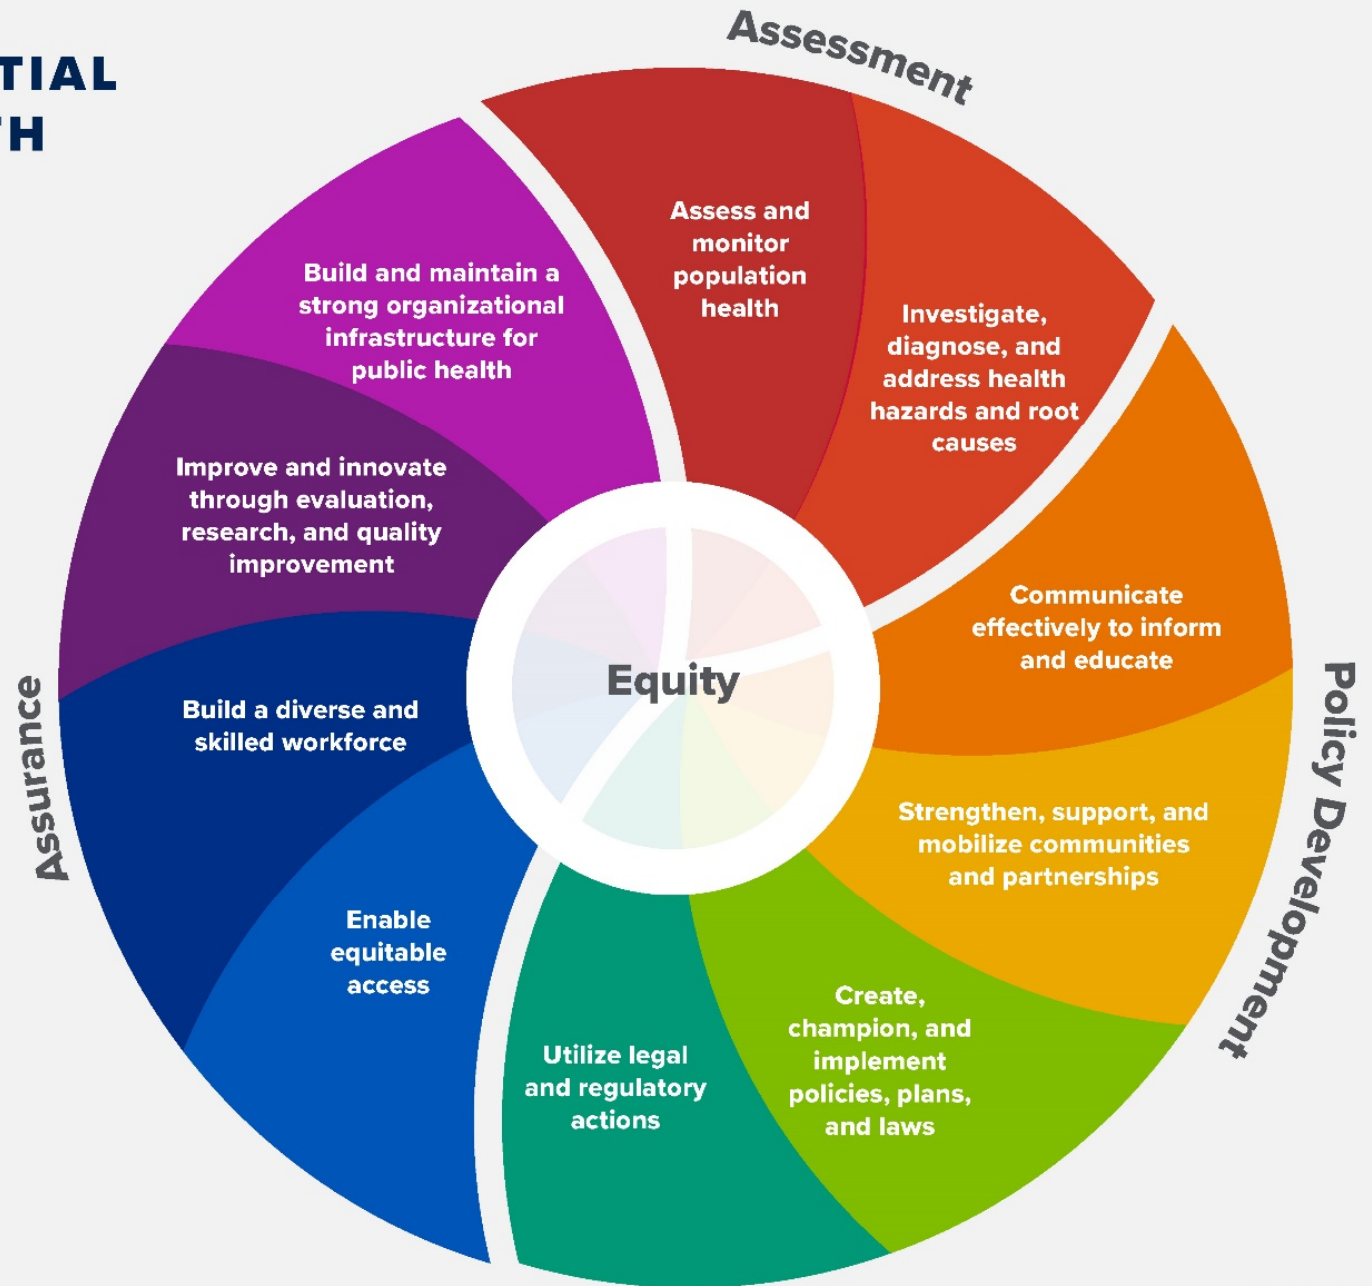 TIAL
TH
Assessment
Assess and
monitor
population
health
Investigate,
diagnose, and
address health
hazards and root
causes
Policy Development
Communicate
effectively to inform
and educate
Strengthen, support, and
mobilize communities
and partnerships
Create,
champion, and
implement
policies, plans,
and laws
Utilize legal
and regulatory
actions
Assurance
Enable
equitable
access
Build a diverse and
skilled workforce
Improve and innovate
through evaluation,
research, and quality
improvement
Build and maintain a
strong organizational
infrastructure for
public health
Equity